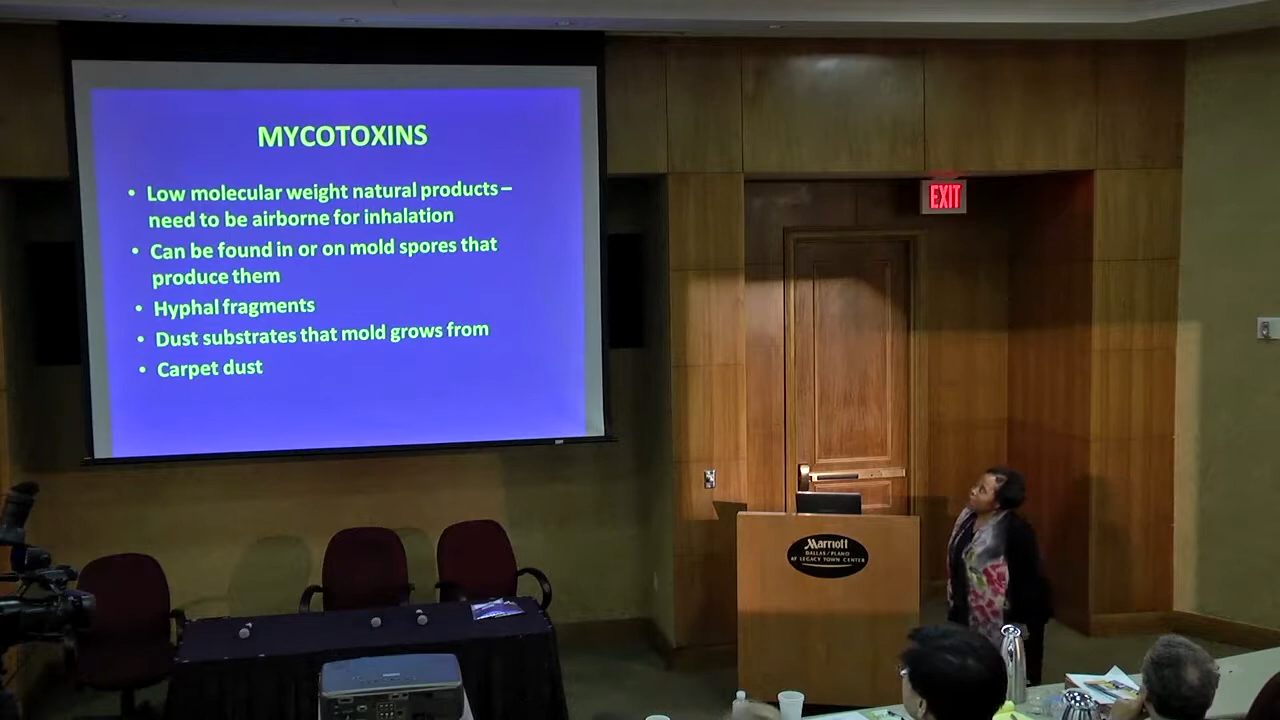 MYCOTOXINS
• Low molecular weight natural products –
need to be airborne for inhalation
• Can be found in or on mold spores that
produce them
• Hyphal fragments
• Dust substrates that mold grows from
• Carpet dust
EXIT
Marriott
DALLAS/PLANO
AT LEGACY TOWN CENTER